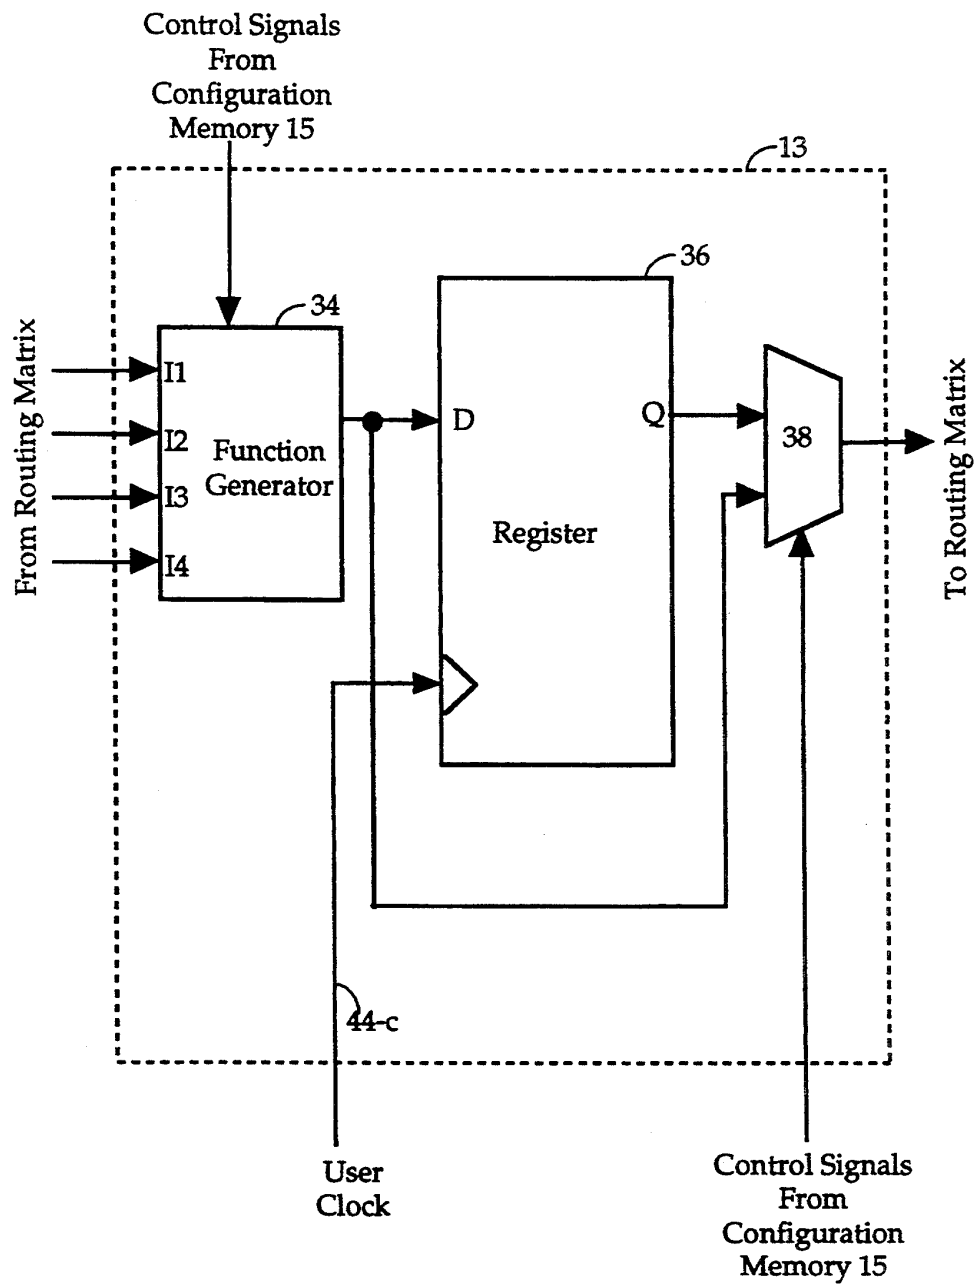 Control Signals
From
Configuration
Memory 15
13
36
34
From Routing Matrix
I1
I2
I3
I4
Function
Generator
D
Q
Register
38
To Routing Matrix
44-c
User
Clock
Control Signals
From
Configuration
Memory 15